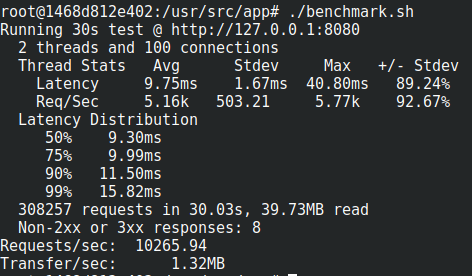 root@1468d812e402:/usr/src/app# ./benchmark.sh
Running 30s test @ http://127.0.0.1:8080
  2 threads and 100 connections
  Thread Stats   Avg      Stdev     Max   +/- Stdev
    Latency     9.75ms    1.67ms  40.80ms   89.24%
    Req/Sec     5.16k   503.21     5.77k    92.67%
  Latency Distribution
     50%    9.30ms
     75%    9.99ms
     90%   11.50ms
     99%   15.82ms
  308257 requests in 30.03s, 39.73MB read
  Non-2xx or 3xx responses: 8
Requests/sec:  10265.94
Transfer/sec:      1.32MB